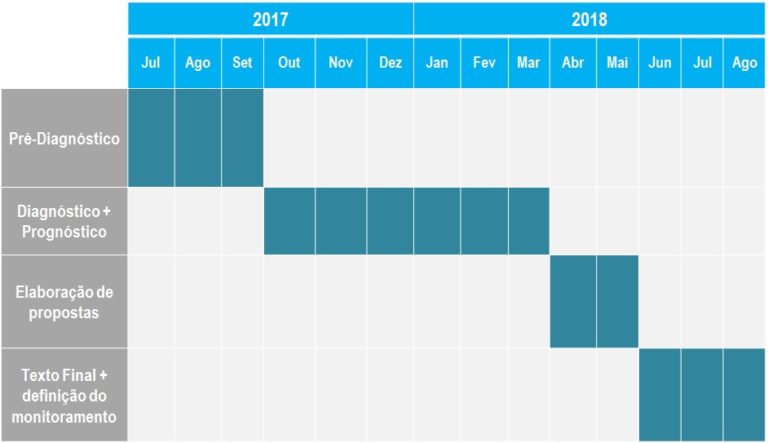 2017 2018
Jul Ago Set Out Nov Dez Jan Fev Mar Abr Mai Jun Jul Ago
Pré-Diagnóstico
Diagnóstico +
Prognóstico
Elaboração de
propostas
Texto Final +
definição do
monitoramento